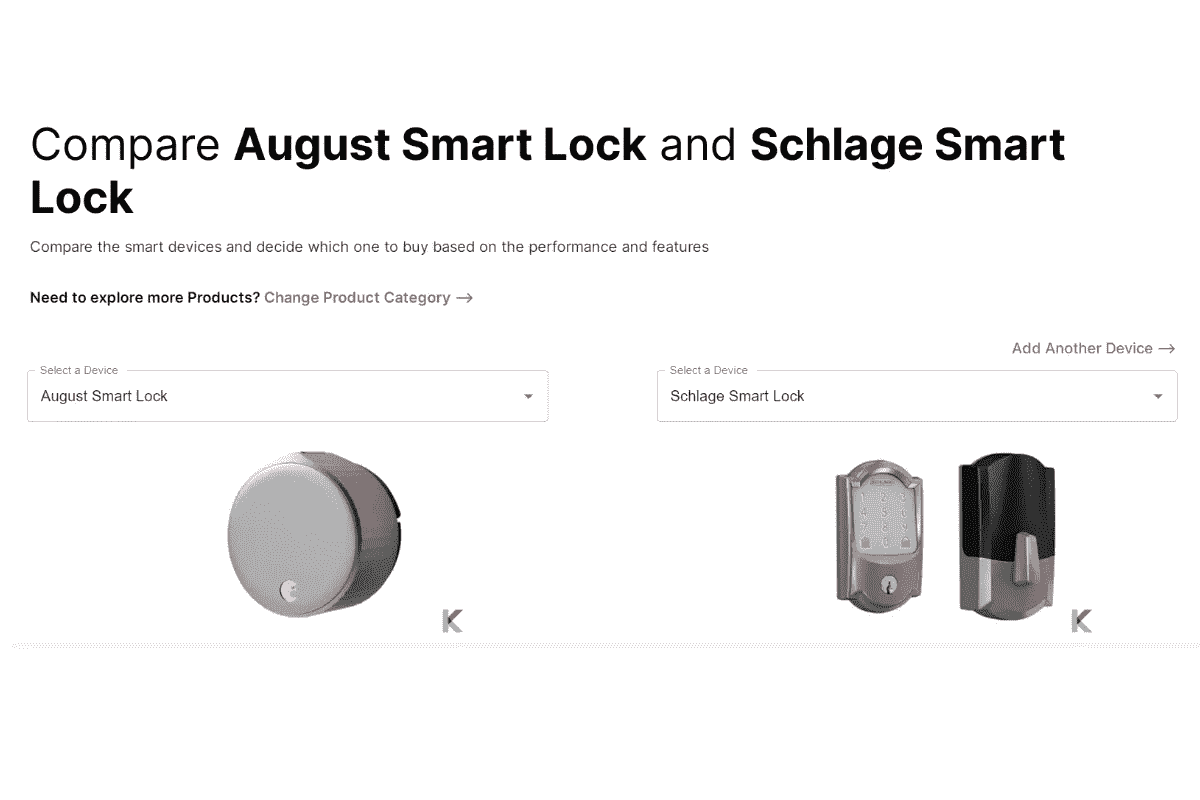 Compare August Smart Lock and Schlage Smart
Lock
Compare the smart devices and decide which one to buy based on the performance and features
Need to explore more Products? Change Product Category →
Add Another Device →
Select a Device
August Smart Lock
Select a Device
Schlage Smart Lock
K
K